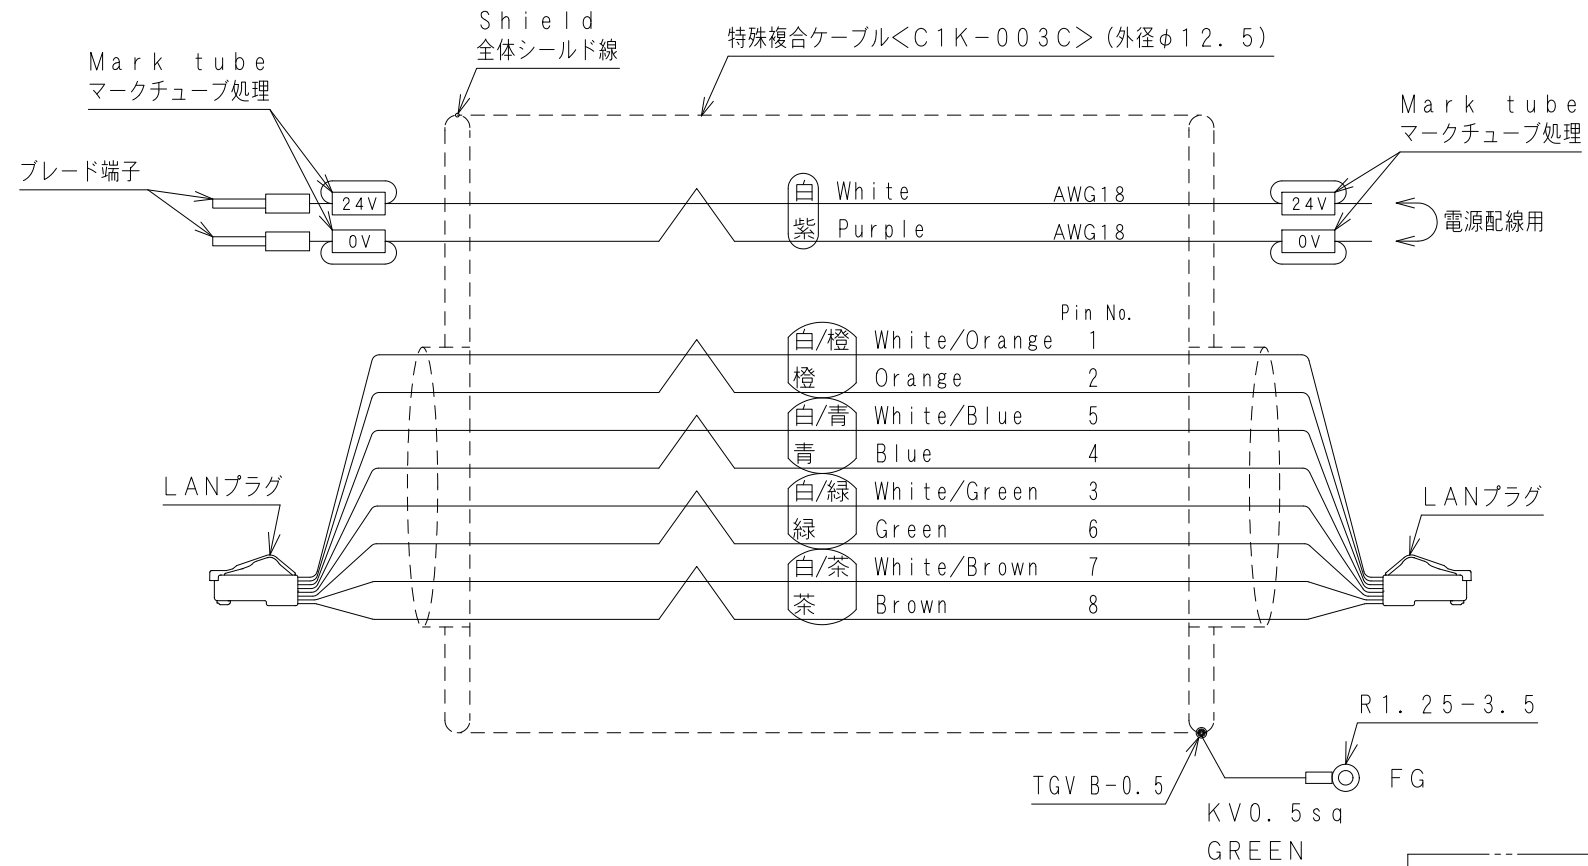 Shield
全体シールド線
特殊複合ケーブル<C1K-003C>(外径φ12.5)
Mark tube
マークチューブ処理
Mark tube
マークチューブ処理
ブレード端子
24V
白 White AWG18
24V
0V
紫 Purple AWG18
0V
電源配線用
Pin No.
白/橙 White/Orange 1
橙 Orange 2
白/青 White/Blue 5
青 Blue 4
白/緑 White/Green 3
緑 Green 6
白/茶 White/Brown 7
茶 Brown 8
LANプラグ
LANプラグ
R1.25-3.5
TGV B-0.5
FG
KV0.5sq
GREEN